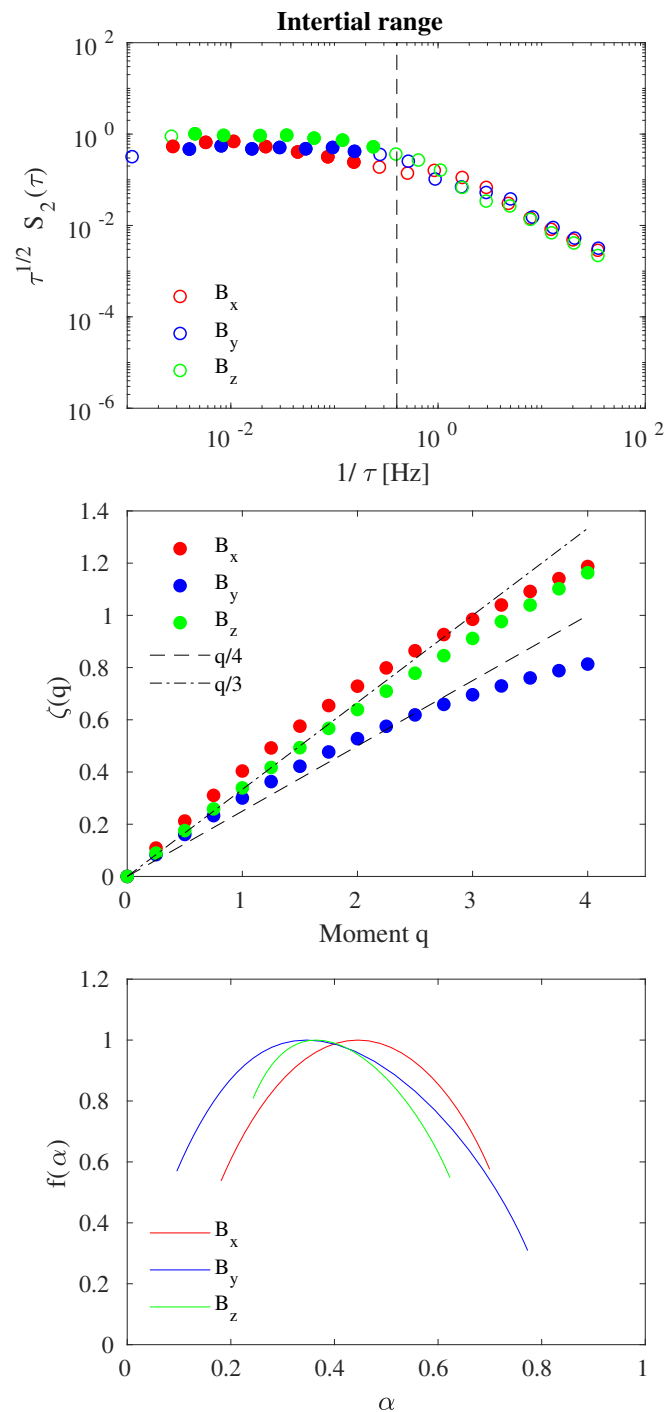 Intertial range
10^2
10^0
10^-2
10^-4
10^-6
τ^1/2 S_2(τ)
B_x
B_y
B_z
10^-2
10^0
10^2
1/ τ [Hz]
1.4
1.2
1
0.8
0.6
0.4
0.2
0
ζ(q)
B_x
B_y
B_z
q/4
q/3
0
1
2
3
4
Moment q
1.2
1
0.8
0.6
0.4
0.2
0
f(α)
B_x
B_y
B_z
0
0.2
0.4
0.6
0.8
1
α